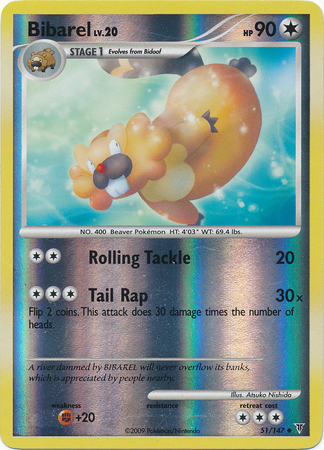 Bibarel LV.20 HP 90
STAGE 1 Evolves from Bidoof
NO. 400 Beaver Pokémon HT: 4'03" WT: 69.4 lbs.
Rolling Tackle 20
Tail Rap 30x
Flip 2 coins. This attack does 30 damage times the number of
heads.
A river dammed by BIBAREL will never overflow its banks,
which is appreciated by people nearby.
Illus. Atsuko Nishida
weakness resistance retreat cost
+20
©2009 Pokémon/Nintendo 51/147